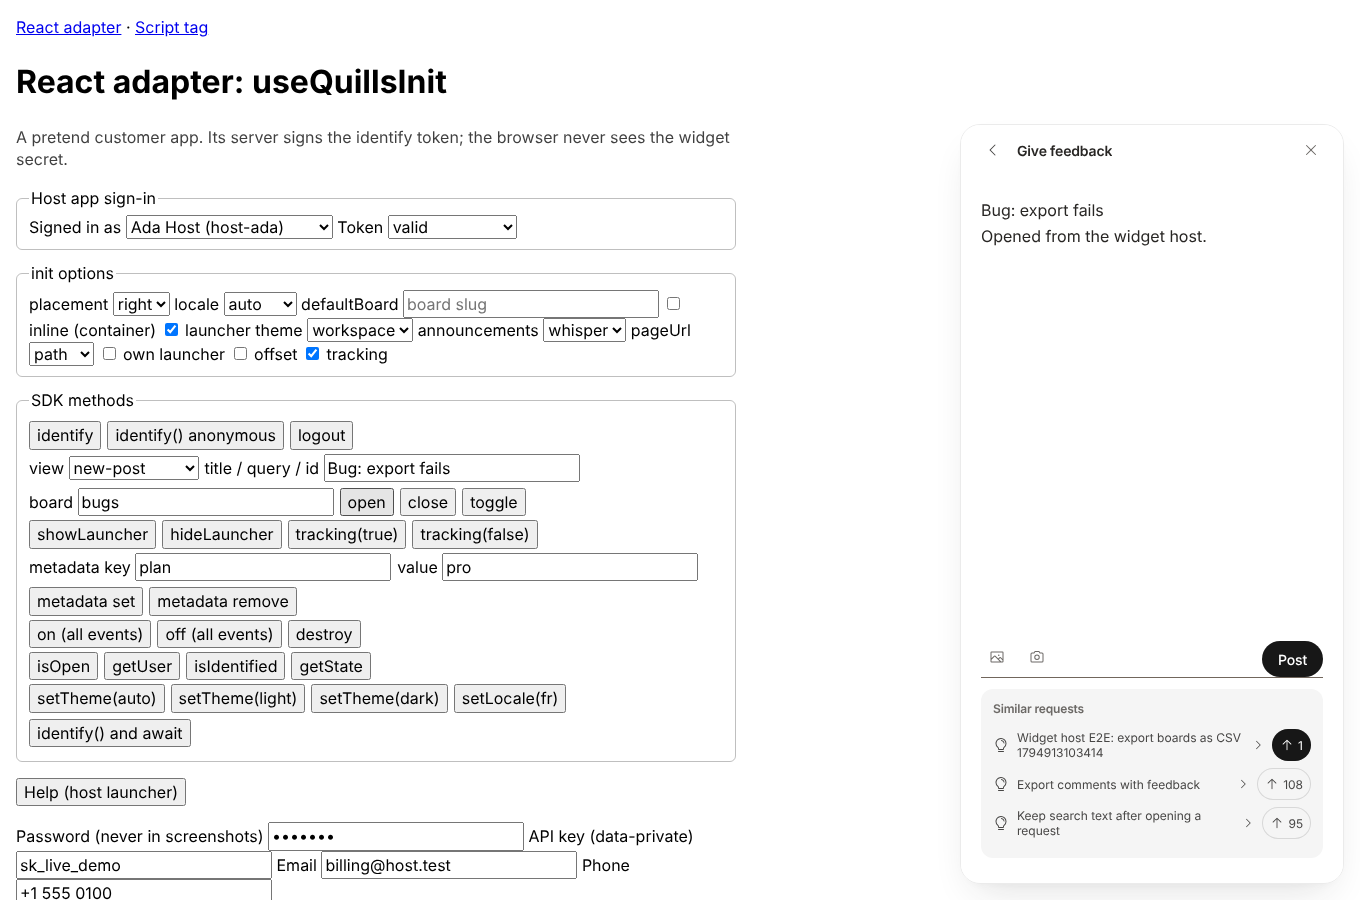 React adapter · Script tag
React adapter: useQuillsInit
A pretend customer app. Its server signs the identify token; the browser never sees the widget
secret.
Host app sign-in
Signed in as Ada Host (host-ada) Token valid
init options
placement right locale auto defaultBoard board slug
inline (container) launcher theme workspace announcements whisper pageUrl
path own launcher offset tracking
SDK methods
identify identify() anonymous logout
view new-post title / query / id Bug: export fails
board bugs open close toggle
showLauncher hideLauncher tracking(true) tracking(false)
metadata key plan value pro
metadata set metadata remove
on (all events) off (all events) destroy
isOpen getUser isIdentified getState
setTheme(auto) setTheme(light) setTheme(dark) setLocale(fr)
identify() and await
Help (host launcher)
Password (never in screenshots) ••••••• API key (data-private)
sk_live_demo Email billing@host.test Phone
+1 555 0100
Give feedback
Bug: export fails
Opened from the widget host.
Post
Similar requests
Widget host E2E: export boards as CSV
1794913103414
1
Export comments with feedback
108
Keep search text after opening a
request
95